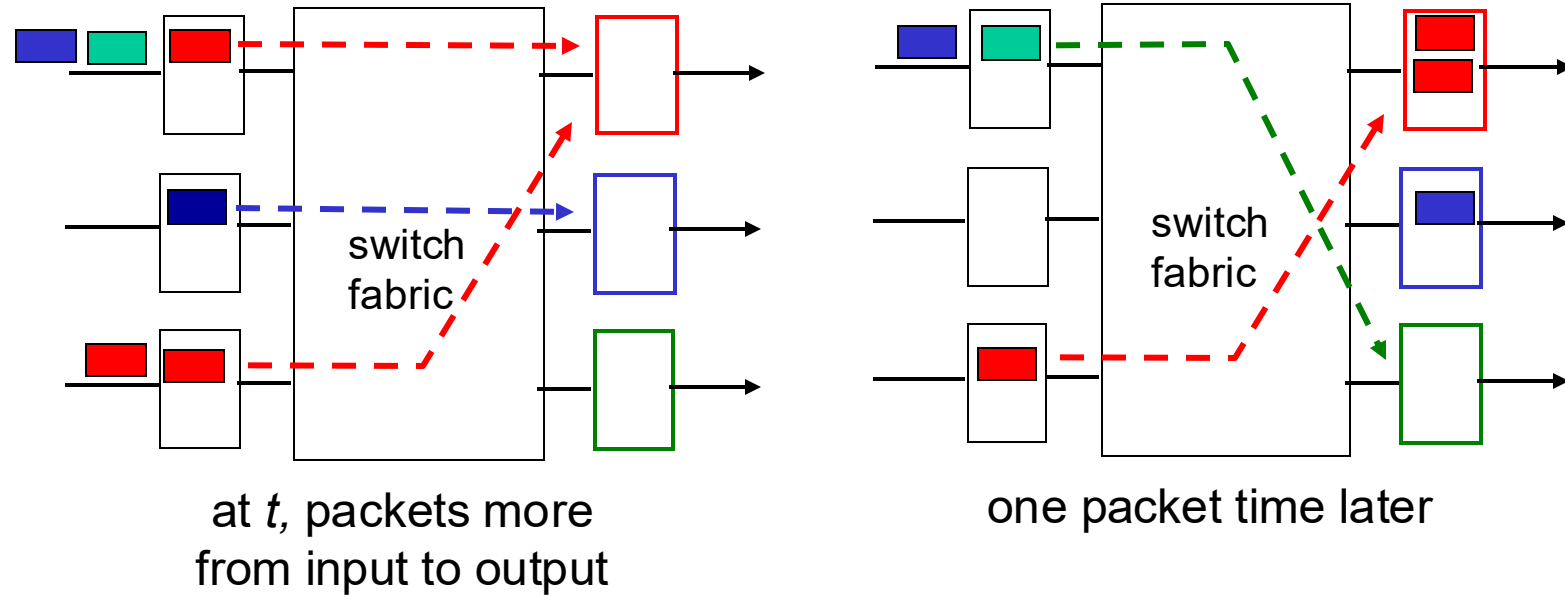 switch
fabric
at t, packets more
from input to output
switch
fabric
one packet time later